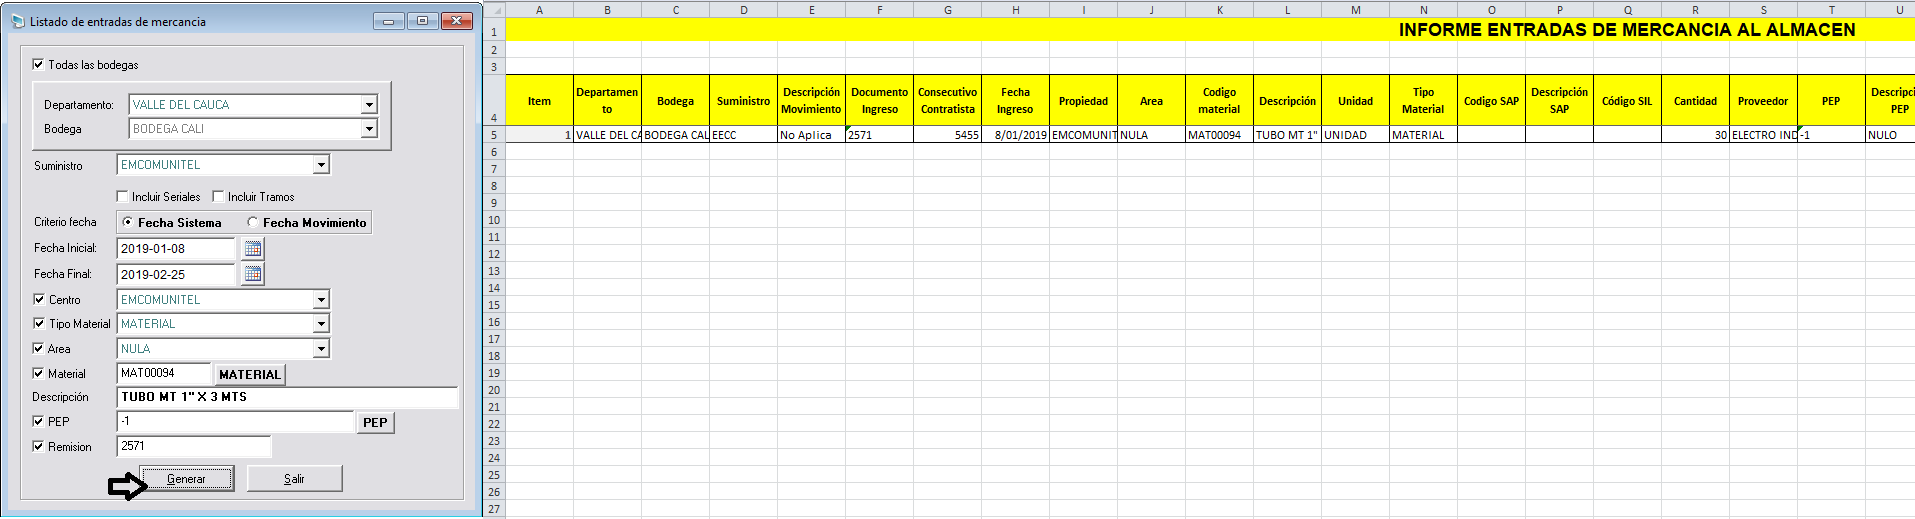 Listado de entradas de mercancia
Todas las bodegas
Departamento: VALLE DEL CAUCA
Bodega BODEGA CALI
Suministro EMCOMUNITEL
Incluir Seriales Incluir Tramos
Criterio fecha Fecha Sistema Fecha Movimiento
Fecha Inicial: 2019-01-08
Fecha Final: 2019-02-25
Centro EMCOMUNITEL
Tipo Material MATERIAL
Area NULA
Material MAT00094 MATERIAL
Descripción TUBO MT 1" X 3 MTS
PEP -1 PEP
Remision 2571
Generar Salir
A B C D E F G H I J K L M N O P Q R S T U
1 INFORME ENTRADAS DE MERCANCIA AL ALMACEN
2
3
4 Item Departamen to Bodega Suministro Descripción Movimiento Documento Ingreso Consecutivo Contratista Fecha Ingreso Propiedad Area Codigo material Descripción Unidad Tipo Material Codigo SAP Descripción SAP Código SIL Cantidad Proveedor PEP Descripci PEP
5 1 VALLE DEL CA BODEGA CAL EECC No Aplica 2571 5455 8/01/2019 EMCOMUNIT NULA MAT00094 TUBO MT 1" UNIDAD MATERIAL 30 ELECTRO IND -1 NULO
6
7
8
9
10
11
12
13
14
15
16
17
18
19
20
21
22
23
24
25
26
27